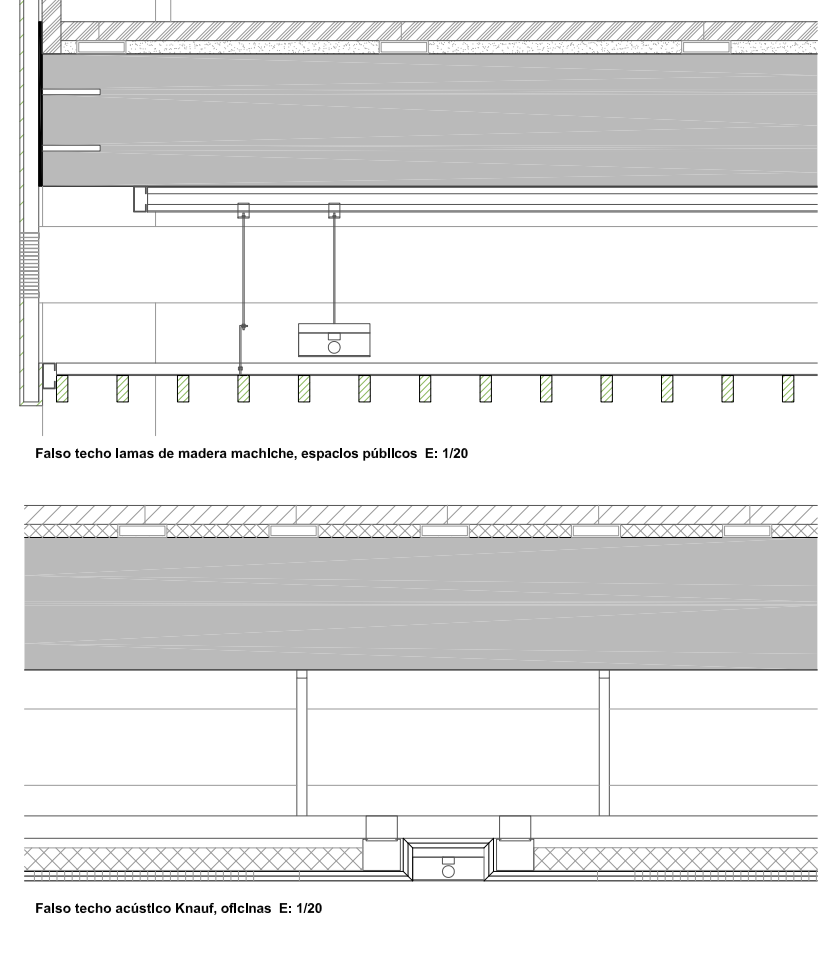 Falso techo lamas de madera machiche, espacios públicos E: 1/20
Falso techo acústico Knauf, oficinas E: 1/20